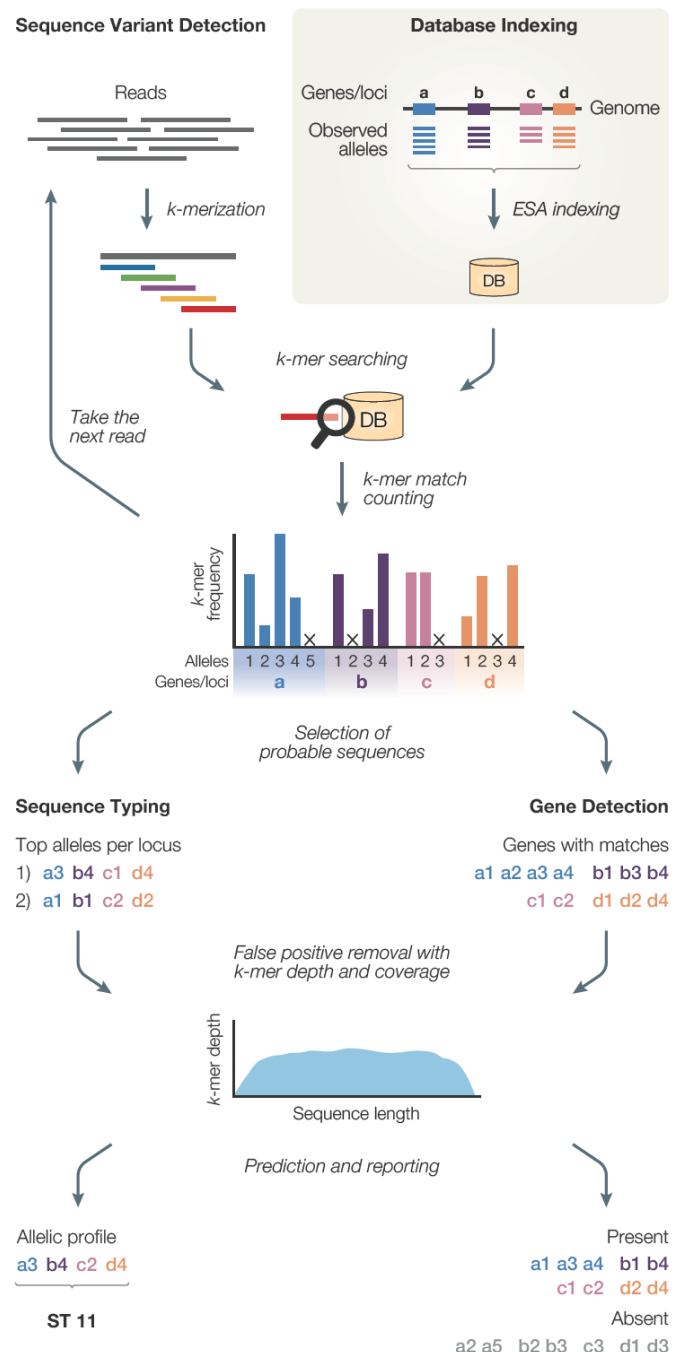 Sequence Variant Detection
Database Indexing
Reads
Genes/loci
a b c d
Genome
Observed
alleles
k-merization
ESA indexing
DB
k-mer searching
Take the
next read
DB
k-mer match
counting
k-mer
frequency
Alleles 1 2 3 4 5 1 2 3 4 1 2 3 1 2 3 4
Genes/loci a b c d
Selection of
probable sequences
Sequence Typing
Top alleles per locus
1) a3 b4 c1 d4
2) a1 b1 c2 d2
Gene Detection
Genes with matches
a1 a2 a3 a4 b1 b3 b4
c1 c2 d1 d2 d4
False positive removal with
k-mer depth and coverage
k-mer depth
Sequence length
Prediction and reporting
Allelic profile
a3 b4 c2 d4
ST 11
Present
a1 a3 a4 b1 b4
c1 c2 d2 d4
Absent
a2 a5 b2 b3 c3 d1 d3